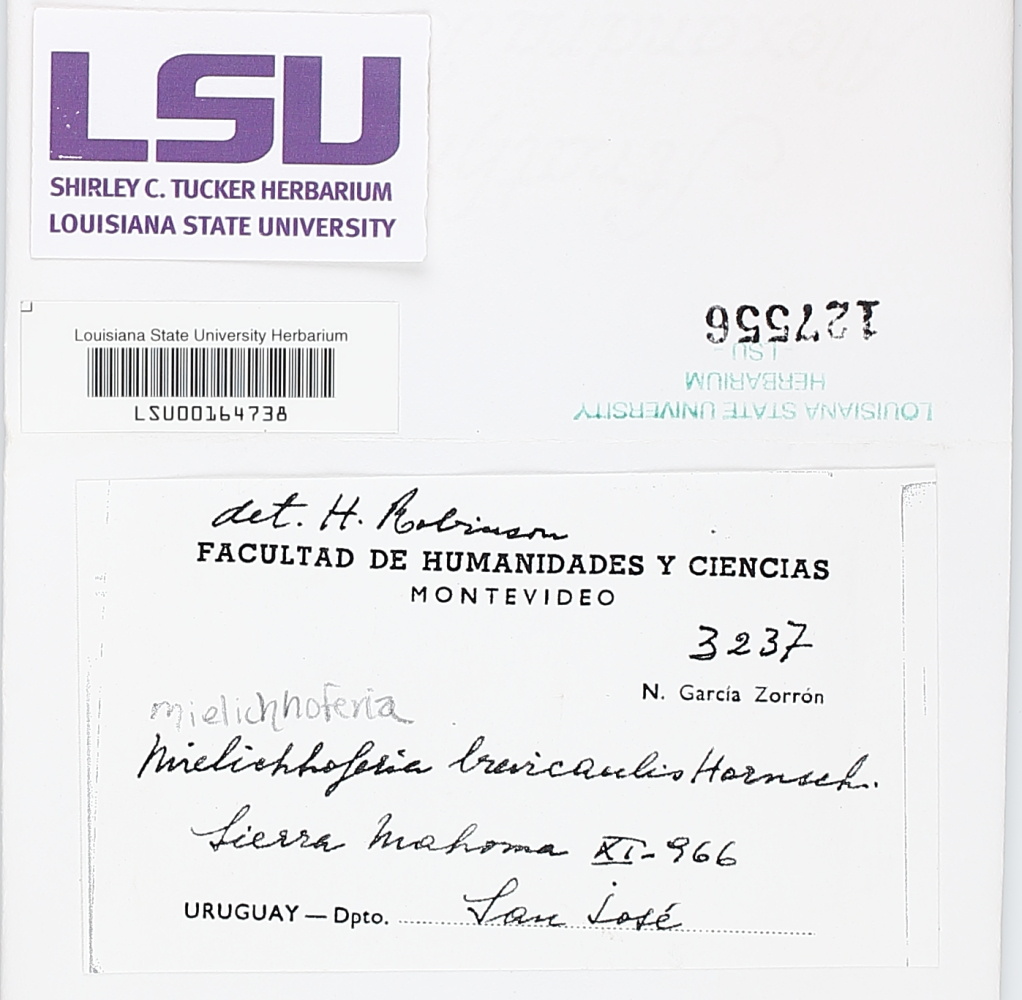 LSU
SHIRLEY C. TUCKER HERBARIUM
LOUISIANA STATE UNIVERSITY
Louisiana State University Herbarium
LSU00164738
127556
LSU
HERBARIUM
LOUISIANA STATE UNIVERSITY
det. H. Robinson
FACULTAD DE HUMANIDADES Y CIENCIAS
MONTEVIDEO
3237
N. García Zorrón
mielichhoferia
Mielichhoferia brevicaulis Hornsch.
Sierra Mahoma XI-966
URUGUAY — Dpto. San José